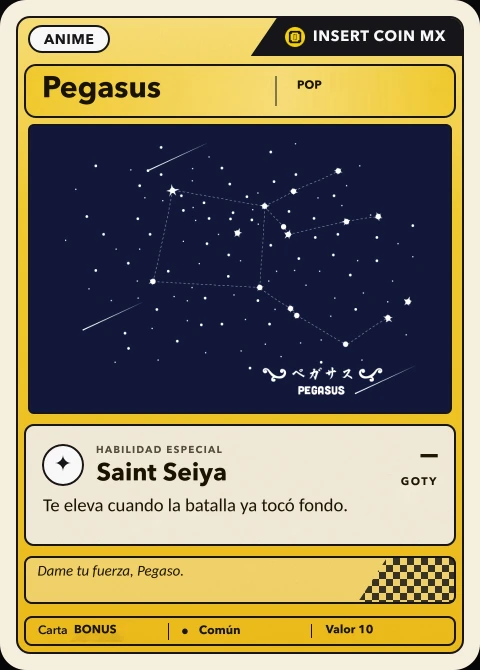 ANIME
INSERT COIN MX
Pegasus
POP
ペガサス
PEGASUS
HABILIDAD ESPECIAL
Saint Seiya
—
GOTY
Te eleva cuando la batalla ya tocó fondo.
Dame tu fuerza, Pegaso.
Carta BONUS
• Común
Valor 10